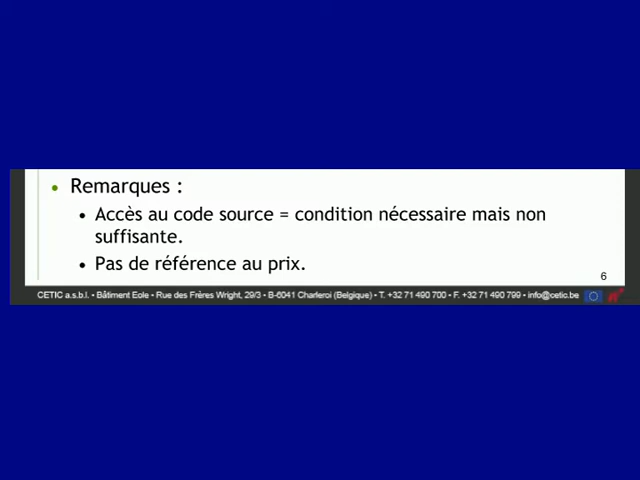 Remarques :
Accès au code source = condition nécessaire mais non
suffisante.
Pas de référence au prix.
6
CETIC a.s.b.l. • Bâtiment Eole • Rue des Frères Wright, 29/3 • B-6041 Charleroi (Belgique) • T. +32 71 490 700 • F. +32 71 490 799 • info@cetic.be